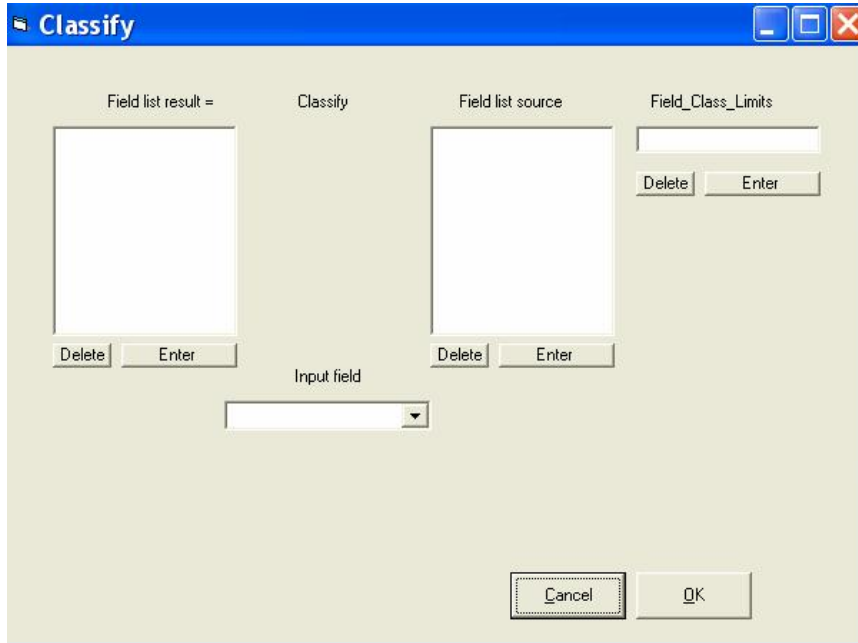 Classify
Field list result =
Classify
Field list source
Field_Class_Limits
Delete
Enter
Delete
Enter
Delete
Enter
Input field
Cancel
OK